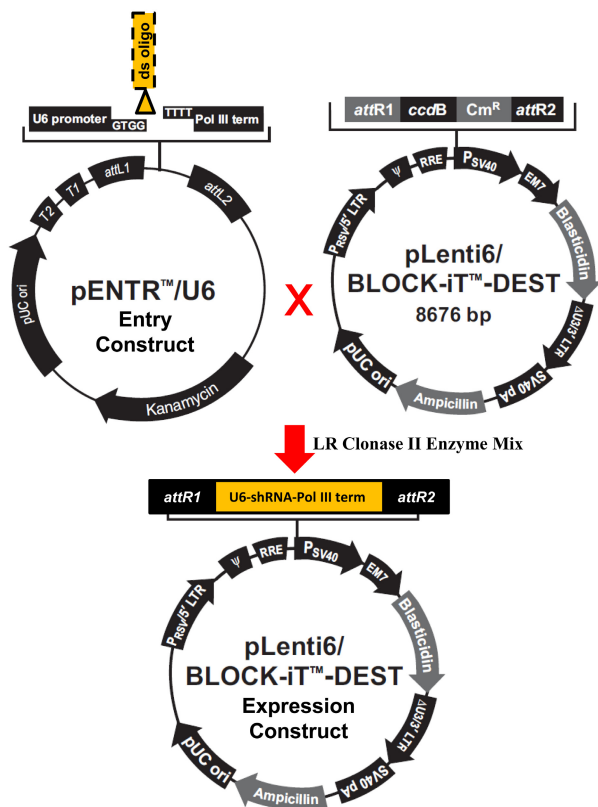 ds oligo
U6 promoter
GTGG
TTTT
Pol III term
attR1 ccdB CmR attR2
T2
T1
attL1
attL2
pUC ori
Kanamycin
pENTR™/U6
Entry
Construct
X
PRSV/5′ LTR
Ψ
RRE
PSV40
EM7
Blasticidin
ΔU3/3′ LTR
SV40 pA
Ampicillin
pUC ori
pLenti6/
BLOCK-iT™-DEST
8676 bp
LR Clonase II Enzyme Mix
attR1 U6-shRNA-Pol III term attR2
PRSV/5′ LTR
Ψ
RRE
PSV40
EM7
Blasticidin
ΔU3/3′ LTR
SV40 pA
Ampicillin
pUC ori
pLenti6/
BLOCK-iT™-DEST
Expression
Construct